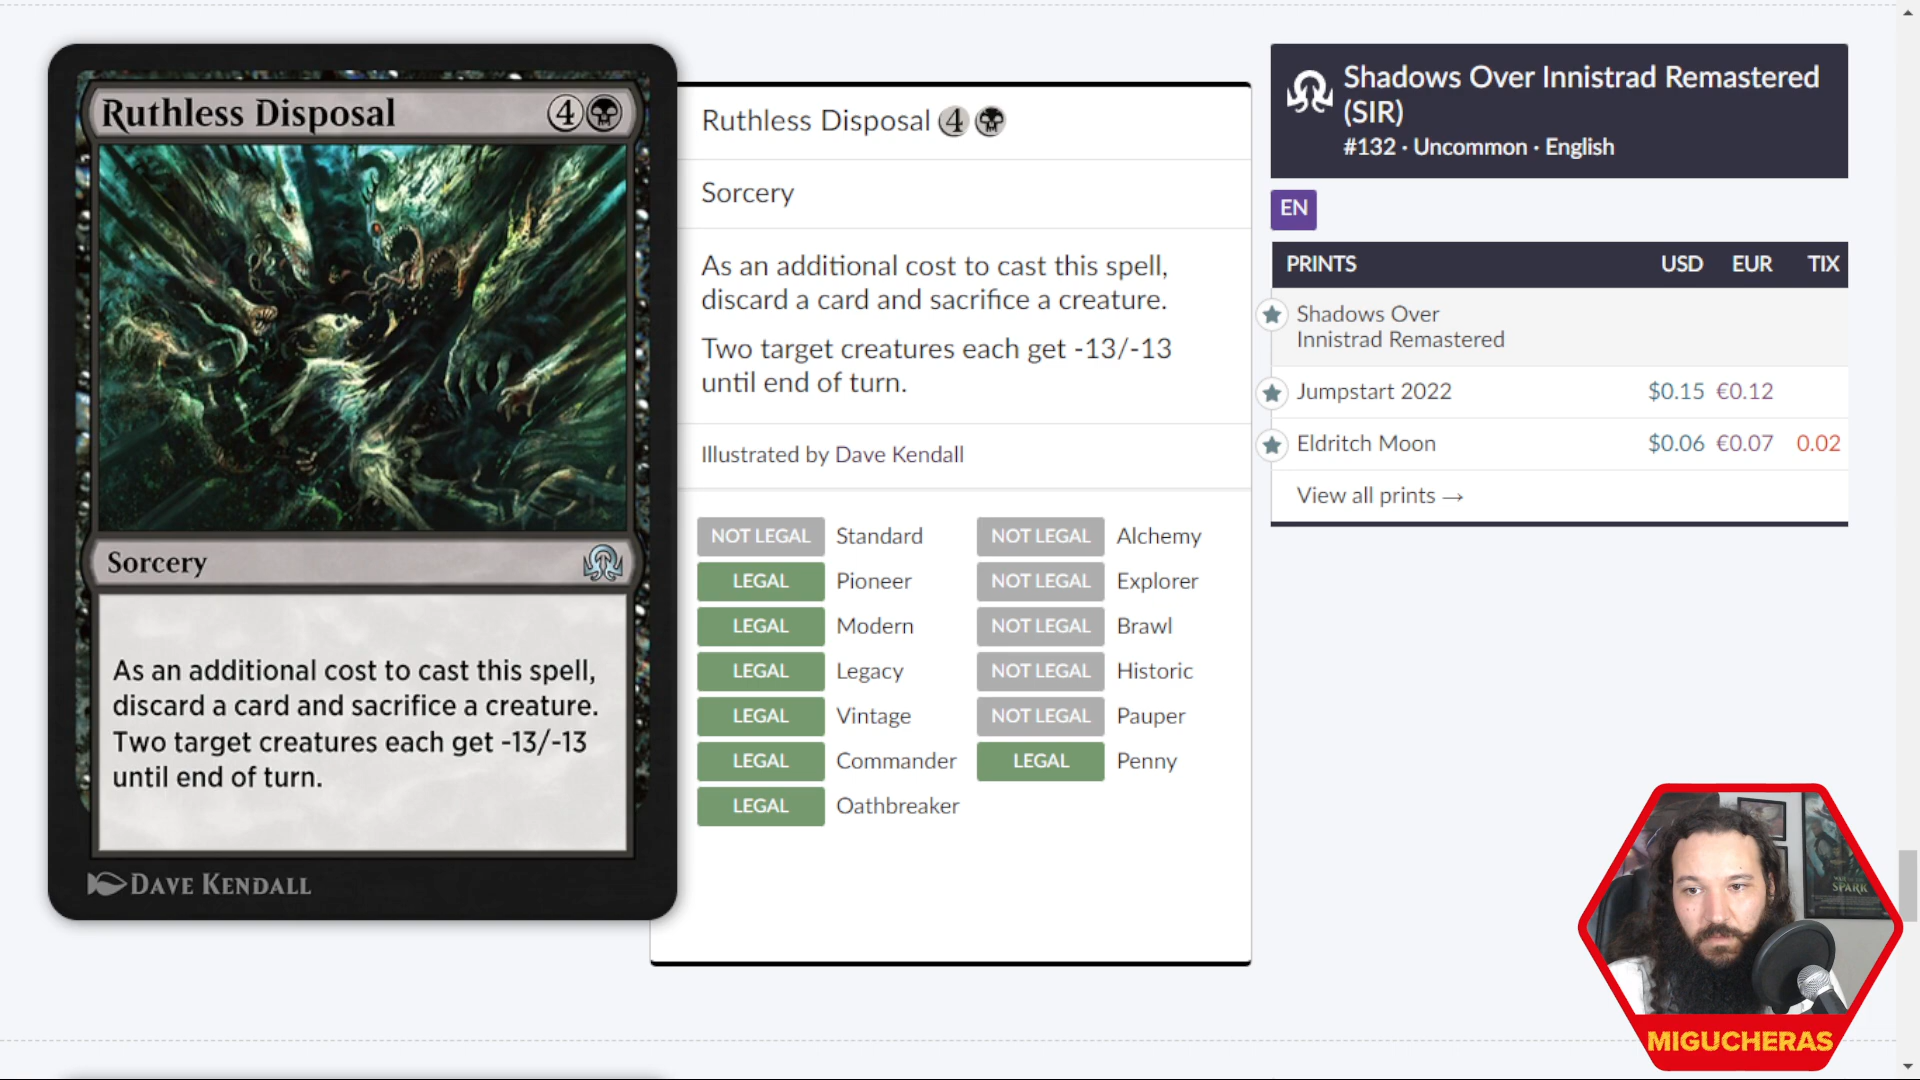 Ruthless Disposal 4
Sorcery
As an additional cost to cast this spell,
discard a card and sacrifice a creature.
Two target creatures each get -13/-13
until end of turn.
DAVE KENDALL
Ruthless Disposal 4
Sorcery
As an additional cost to cast this spell,
discard a card and sacrifice a creature.
Two target creatures each get -13/-13
until end of turn.
Illustrated by Dave Kendall
NOT LEGAL Standard NOT LEGAL Alchemy
LEGAL Pioneer NOT LEGAL Explorer
LEGAL Modern NOT LEGAL Brawl
LEGAL Legacy NOT LEGAL Historic
LEGAL Vintage NOT LEGAL Pauper
LEGAL Commander LEGAL Penny
LEGAL Oathbreaker
Shadows Over Innistrad Remastered
(SIR)
#132 · Uncommon · English
EN
PRINTS USD EUR TIX
Shadows Over
Innistrad Remastered
Jumpstart 2022 $0.15 €0.12
Eldritch Moon $0.06 €0.07 0.02
View all prints →
WAR OF THE
SPARK
MIGUCHERAS